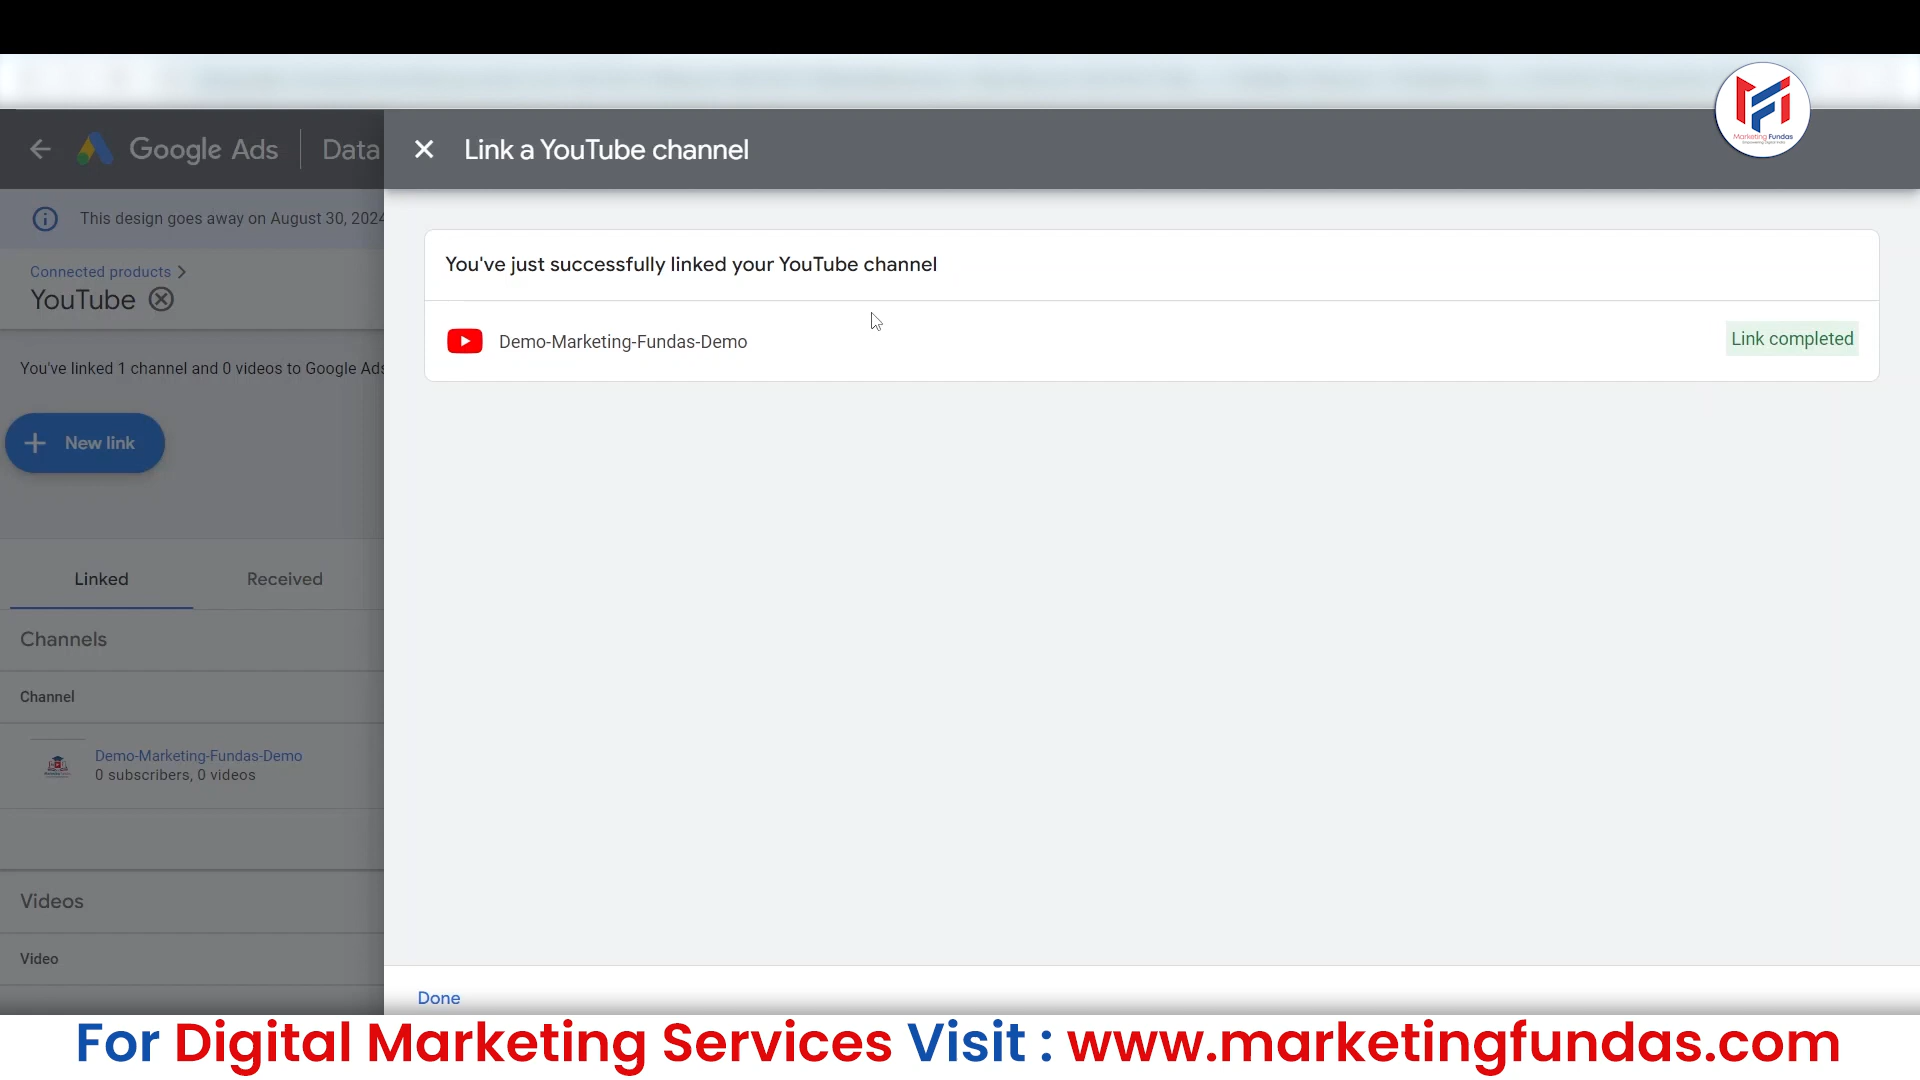 Marketing Fundas
Google Ads
Data
Link a YouTube channel
This design goes away on August 30, 2024
Connected products
YouTube
You've linked 1 channel and 0 videos to Google Ads
New link
Linked
Received
Channels
Channel
Demo-Marketing-Fundas-Demo
0 subscribers, 0 videos
Videos
Video
You've just successfully linked your YouTube channel
Demo-Marketing-Fundas-Demo
Link completed
Done
For Digital Marketing Services Visit : www.marketingfundas.com